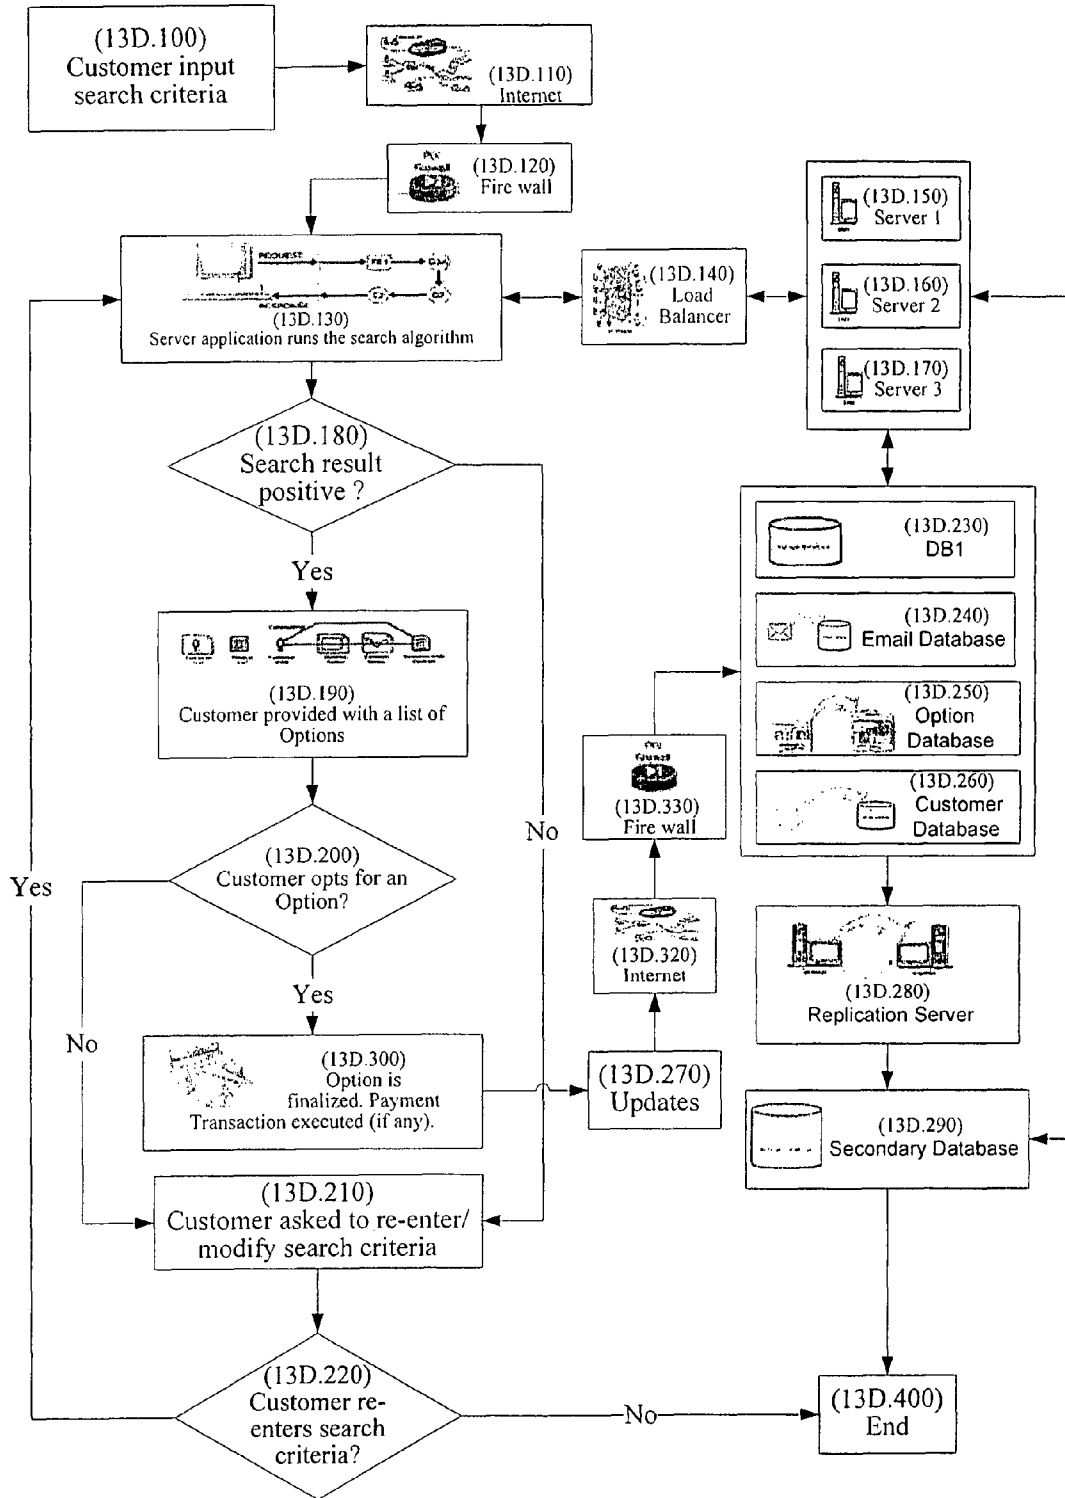 (13D.100)
Customer input
search criteria
(13D.110)
Internet
(13D.120)
Fire wall
REQUEST
(13D.130)
Server application runs the search algorithm
(13D.140)
Load
Balancer
(13D.150)
Server 1
(13D.160)
Server 2
(13D.170)
Server 3
(13D.180)
Search result
positive ?
Yes
(13D.190)
Customer provided with a list of
Options
(13D.200)
Customer opts for an
Option?
Yes
No
No
Yes
(13D.300)
Option is
finalized. Payment
Transaction executed (if any).
(13D.210)
Customer asked to re-enter/
modify search criteria
(13D.220)
Customer re-
enters search
criteria?
No
(13D.230)
DB1
(13D.240)
Email Database
(13D.250)
Option
Database
(13D.260)
Customer
Database
(13D.330)
Fire wall
(13D.320)
Internet
(13D.270)
Updates
(13D.280)
Replication Server
(13D.290)
Secondary Database
(13D.400)
End